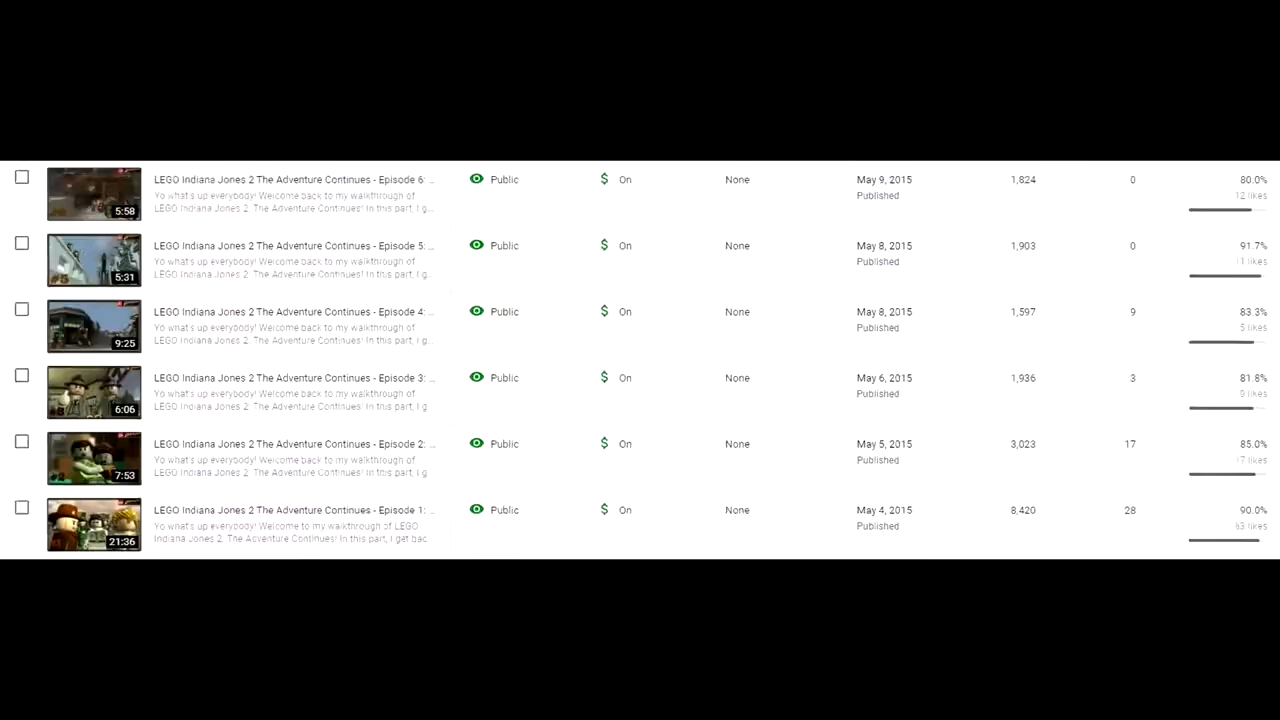 LEGO Indiana Jones 2 The Adventure Continues - Episode 6: ...
Public
$ On
None
May 9, 2015
1,824
0
80.0%
Yo what's up everybody! Welcome back to my walkthrough of
Published
12 likes
LEGO Indiana Jones 2. The Adventure Continues! In this part, I g...
5:58
LEGO Indiana Jones 2 The Adventure Continues - Episode 5: ...
Public
$ On
None
May 8, 2015
1,903
0
91.7%
Yo what's up everybody! Welcome back to my walkthrough of
Published
11 likes
LEGO Indiana Jones 2. The Adventure Continues! In this part, I g...
#5
5:31
LEGO Indiana Jones 2 The Adventure Continues - Episode 4: ...
Public
$ On
None
May 8, 2015
1,597
9
83.3%
Yo what's up everybody! Welcome back to my walkthrough of
Published
5 likes
LEGO Indiana Jones 2. The Adventure Continues! In this part, I g...
9:25
LEGO Indiana Jones 2 The Adventure Continues - Episode 3: ...
Public
$ On
None
May 6, 2015
1,936
3
81.8%
Yo what's up everybody! Welcome back to my walkthrough of
Published
9 likes
LEGO Indiana Jones 2. The Adventure Continues! In this part, I g
6:06
LEGO Indiana Jones 2 The Adventure Continues - Episode 2: ...
Public
$ On
None
May 5, 2015
3,023
17
85.0%
Yo what's up everybody! Welcome back to my walkthrough of
Published
17 likes
LEGO Indiana Jones 2. The Adventure Continues! In this part, I g
7:53
LEGO Indiana Jones 2 The Adventure Continues - Episode 1: ...
Public
$ On
None
May 4, 2015
8,420
28
90.0%
Yo what's up everybody! Welcome to my walkthrough of LEGO
Published
63 likes
Indiana Jones 2. The Adventure Continues! In this part, I get bac
21:36